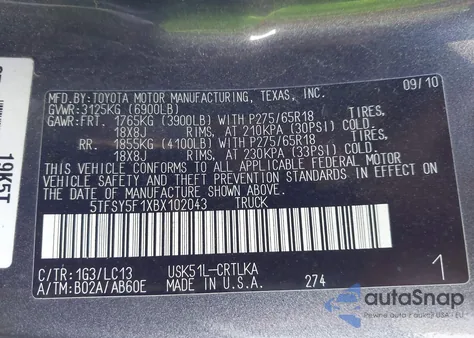 MFD.BY:TOYOTA MOTOR MANUFACTURING, TEXAS, INC. 09/10
GVWR:3125KG (6900LB)
GAWR:FRT. 1765KG (3900LB) WITH P275/65R18 TIRES,
18X8J RIMS, AT 210KPA (30PSI) COLD.
RR. 1855KG (4100LB) WITH P275/65R18 TIRES,
18X8J RIMS, AT 230KPA (33PSI) COLD.
THIS VEHICLE CONFORMS TO ALL APPLICABLE FEDERAL MOTOR
VEHICLE SAFETY AND THEFT PREVENTION STANDARDS IN EFFECT ON
THE DATE OF MANUFACTURE SHOWN ABOVE.
5TFSY5F1XBX102043 TRUCK
C/TR:1G3/LC13 USK51L-CRTLKA
A/TM:B02A/AB60E MADE IN U.S.A. 274 1
19K5T
autoSnap